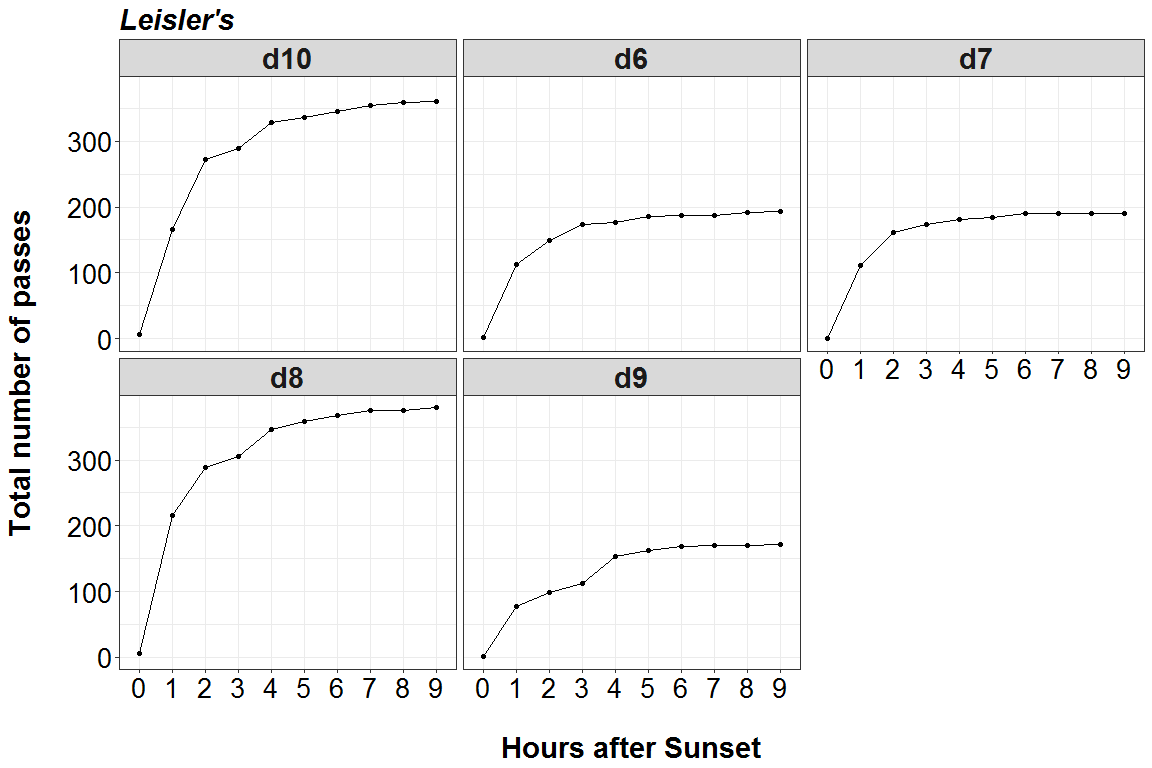 Leisler's
d10 d6 d7
300
200
100
0
0 1 2 3 4 5 6 7 8 9
d8 d9
300
200
100
0
0 1 2 3 4 5 6 7 8 9 0 1 2 3 4 5 6 7 8 9
Total number of passes
Hours after Sunset